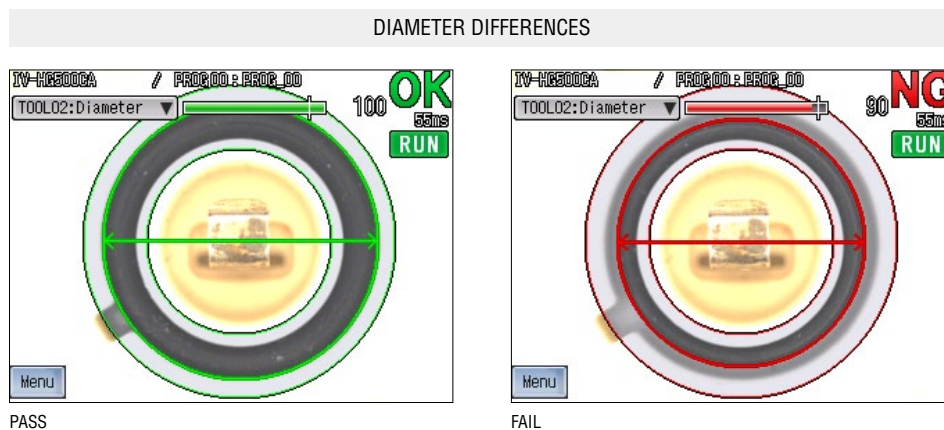 DIAMETER DIFFERENCES
IV-HG500CA / PROG00:PROG_00
TOOL02:Diameter ▼ 100 OK
55ms
RUN
Menu
PASS
IV-HG500CA / PROG00:PROG_00
TOOL02:Diameter ▼ 90 NG
55ms
RUN
Menu
FAIL